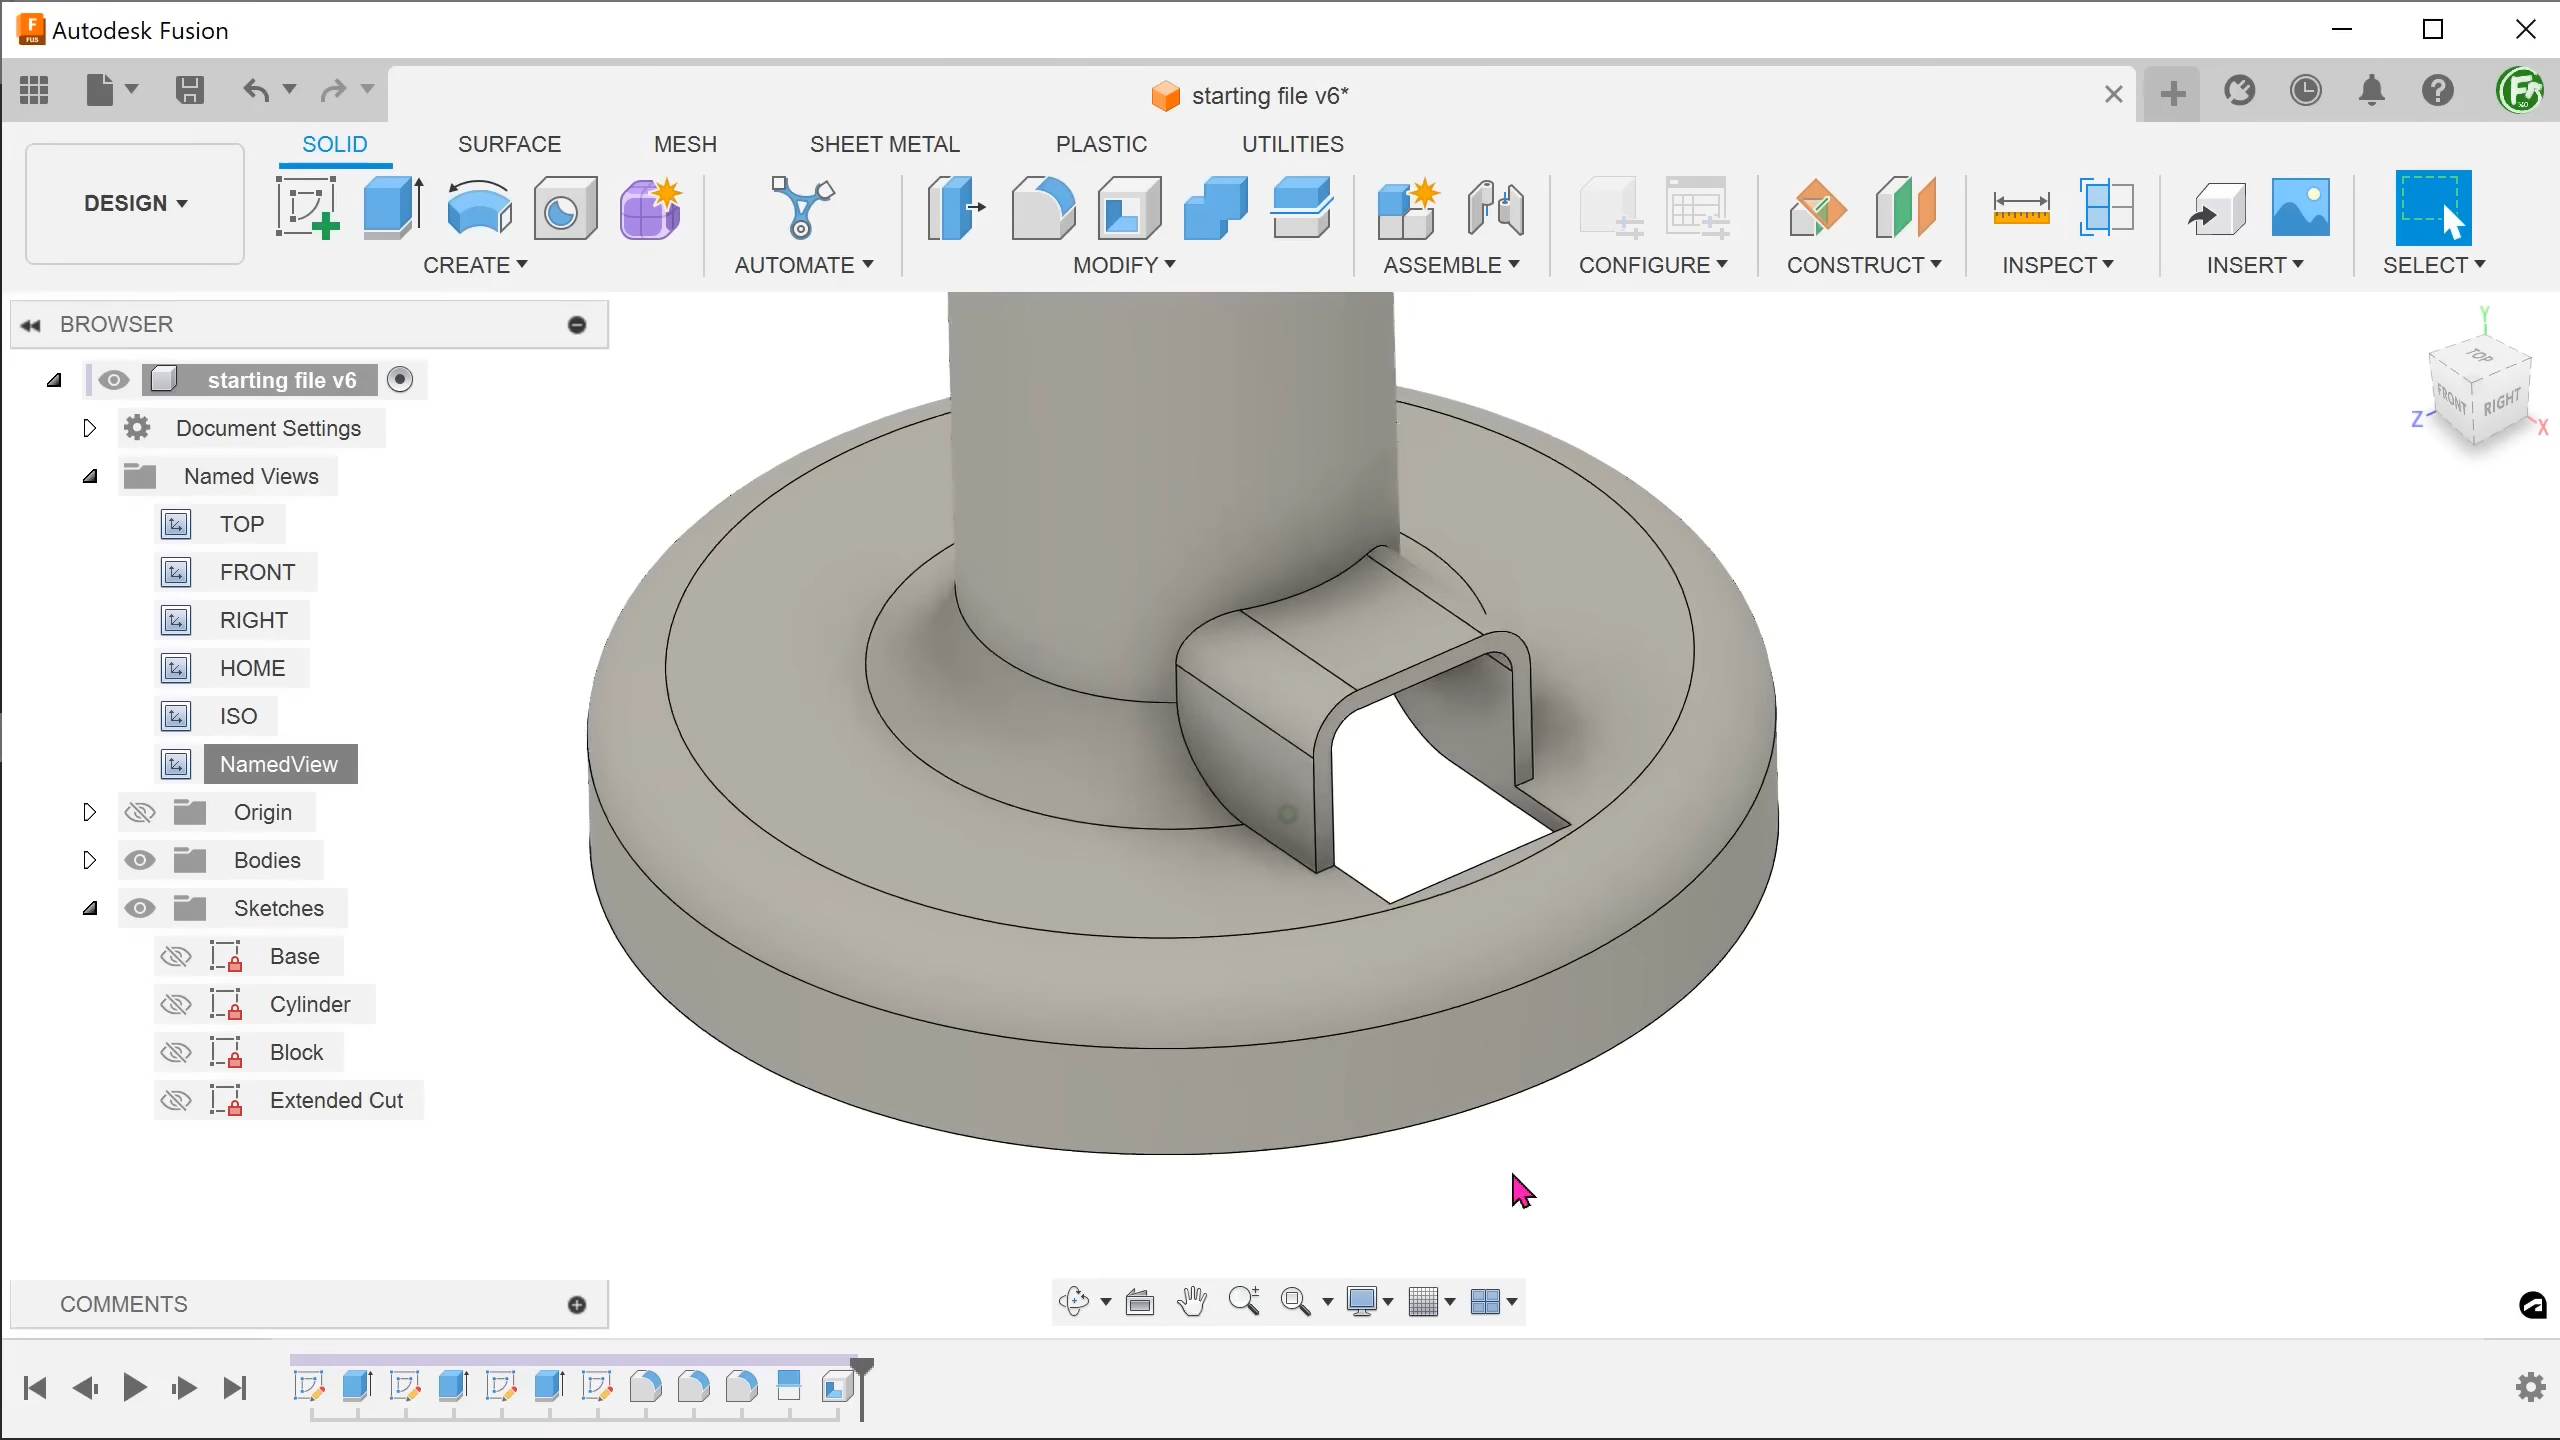 Autodesk Fusion
starting file v6*
SOLID SURFACE MESH SHEET METAL PLASTIC UTILITIES
DESIGN
CREATE AUTOMATE MODIFY ASSEMBLE CONFIGURE CONSTRUCT INSPECT INSERT SELECT
BROWSER
starting file v6
Document Settings
Named Views
TOP
FRONT
RIGHT
HOME
ISO
NamedView
Origin
Bodies
Sketches
Base
Cylinder
Block
Extended Cut
Y
TOP
FRONT
RIGHT
Z
X
COMMENTS